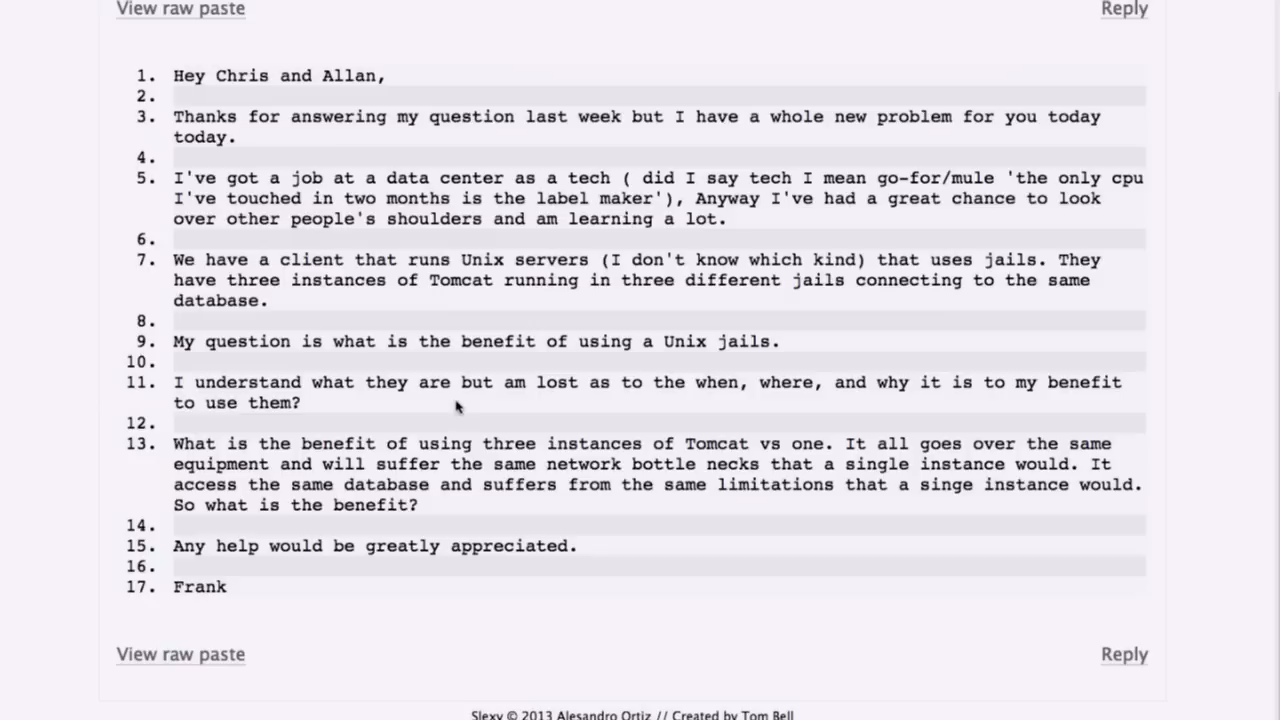 View raw paste Reply
1. Hey Chris and Allan,
2.
3. Thanks for answering my question last week but I have a whole new problem for you today
today.
4.
5. I've got a job at a data center as a tech ( did I say tech I mean go-for/mule 'the only cpu
I've touched in two months is the label maker'), Anyway I've had a great chance to look
over other people's shoulders and am learning a lot.
6.
7. We have a client that runs Unix servers (I don't know which kind) that uses jails. They
have three instances of Tomcat running in three different jails connecting to the same
database.
8.
9. My question is what is the benefit of using a Unix jails.
10.
11. I understand what they are but am lost as to the when, where, and why it is to my benefit
to use them?
12.
13. What is the benefit of using three instances of Tomcat vs one. It all goes over the same
equipment and will suffer the same network bottle necks that a single instance would. It
access the same database and suffers from the same limitations that a singe instance would.
So what is the benefit?
14.
15. Any help would be greatly appreciated.
16.
17. Frank
View raw paste Reply
Slexy © 2013 Alesandro Ortiz // Created by Tom Bell